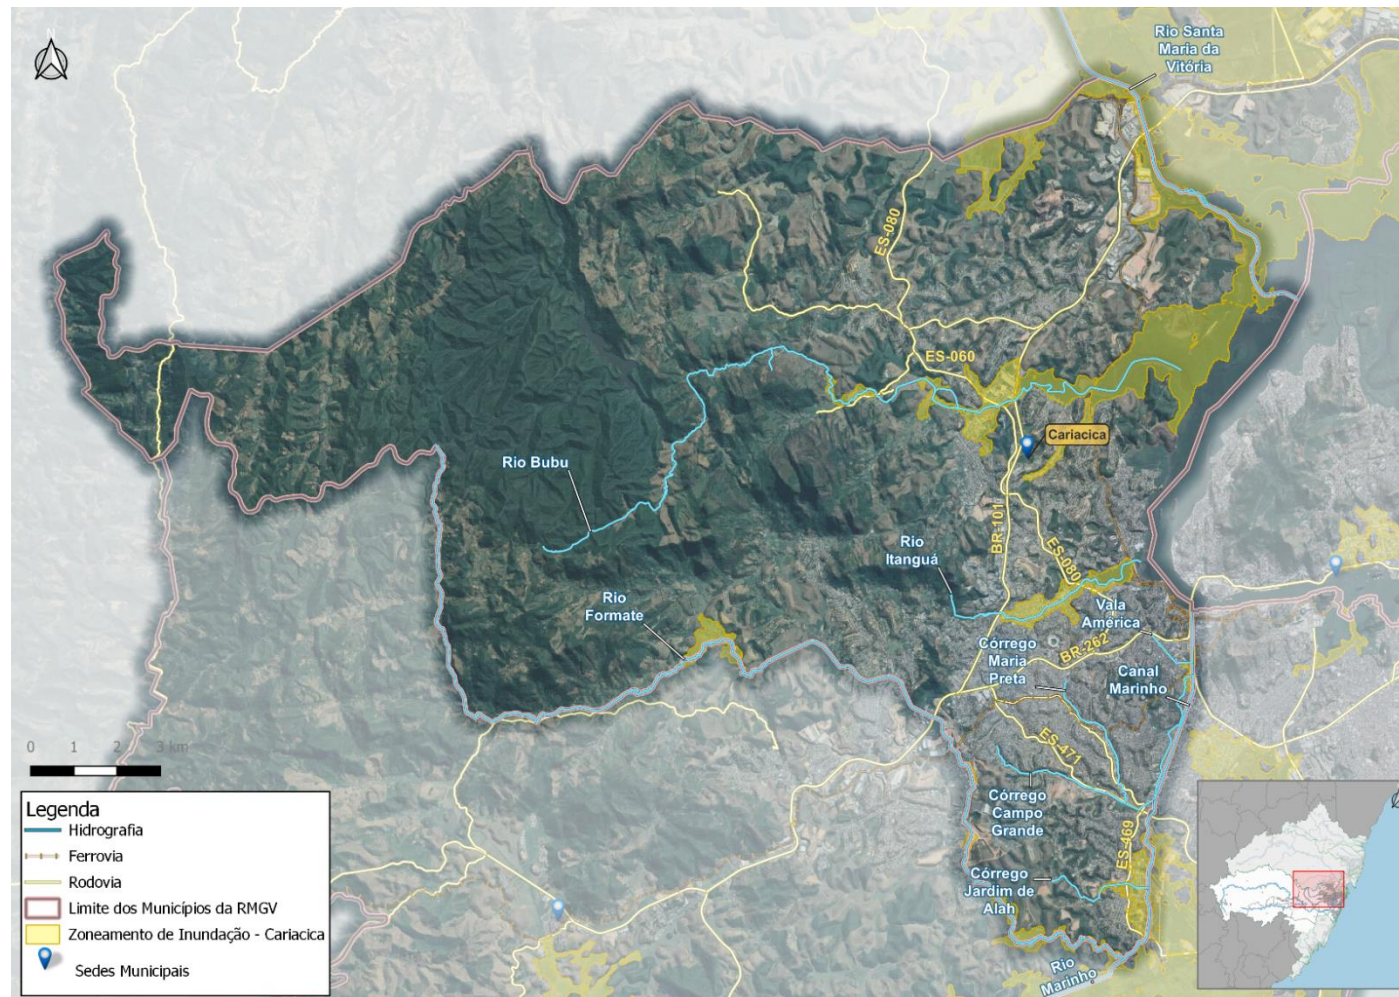 N
Rio Santa
Maria da
Vitória
ES-080
ES-060
Cariacica
Rio Bubu
BR-101
Rio
Itanguá
ES-080
Rio
Formate
Vala
América
BR-262
Córrego
Maria
Preta
Canal
Marinho
ES-471
Córrego
Campo
Grande
ES-469
Córrego
Jardim de
Alah
Rio
Marinho
0 1 2 3 km
Legenda
Hidrografia
Ferrovia
Rodovia
Limite dos Municípios da RMGV
Zoneamento de Inundação - Cariacica
Sedes Municipais